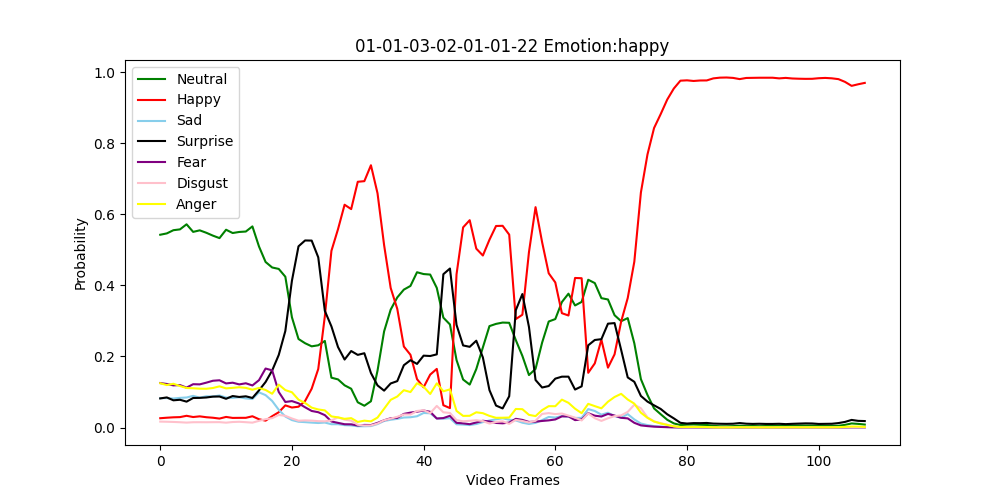 01-01-03-02-01-01-22 Emotion:happy
Neutral
Happy
Sad
Surprise
Fear
Disgust
Anger
Probability
1.0
0.8
0.6
0.4
0.2
0.0
0 20 40 60 80 100
Video Frames